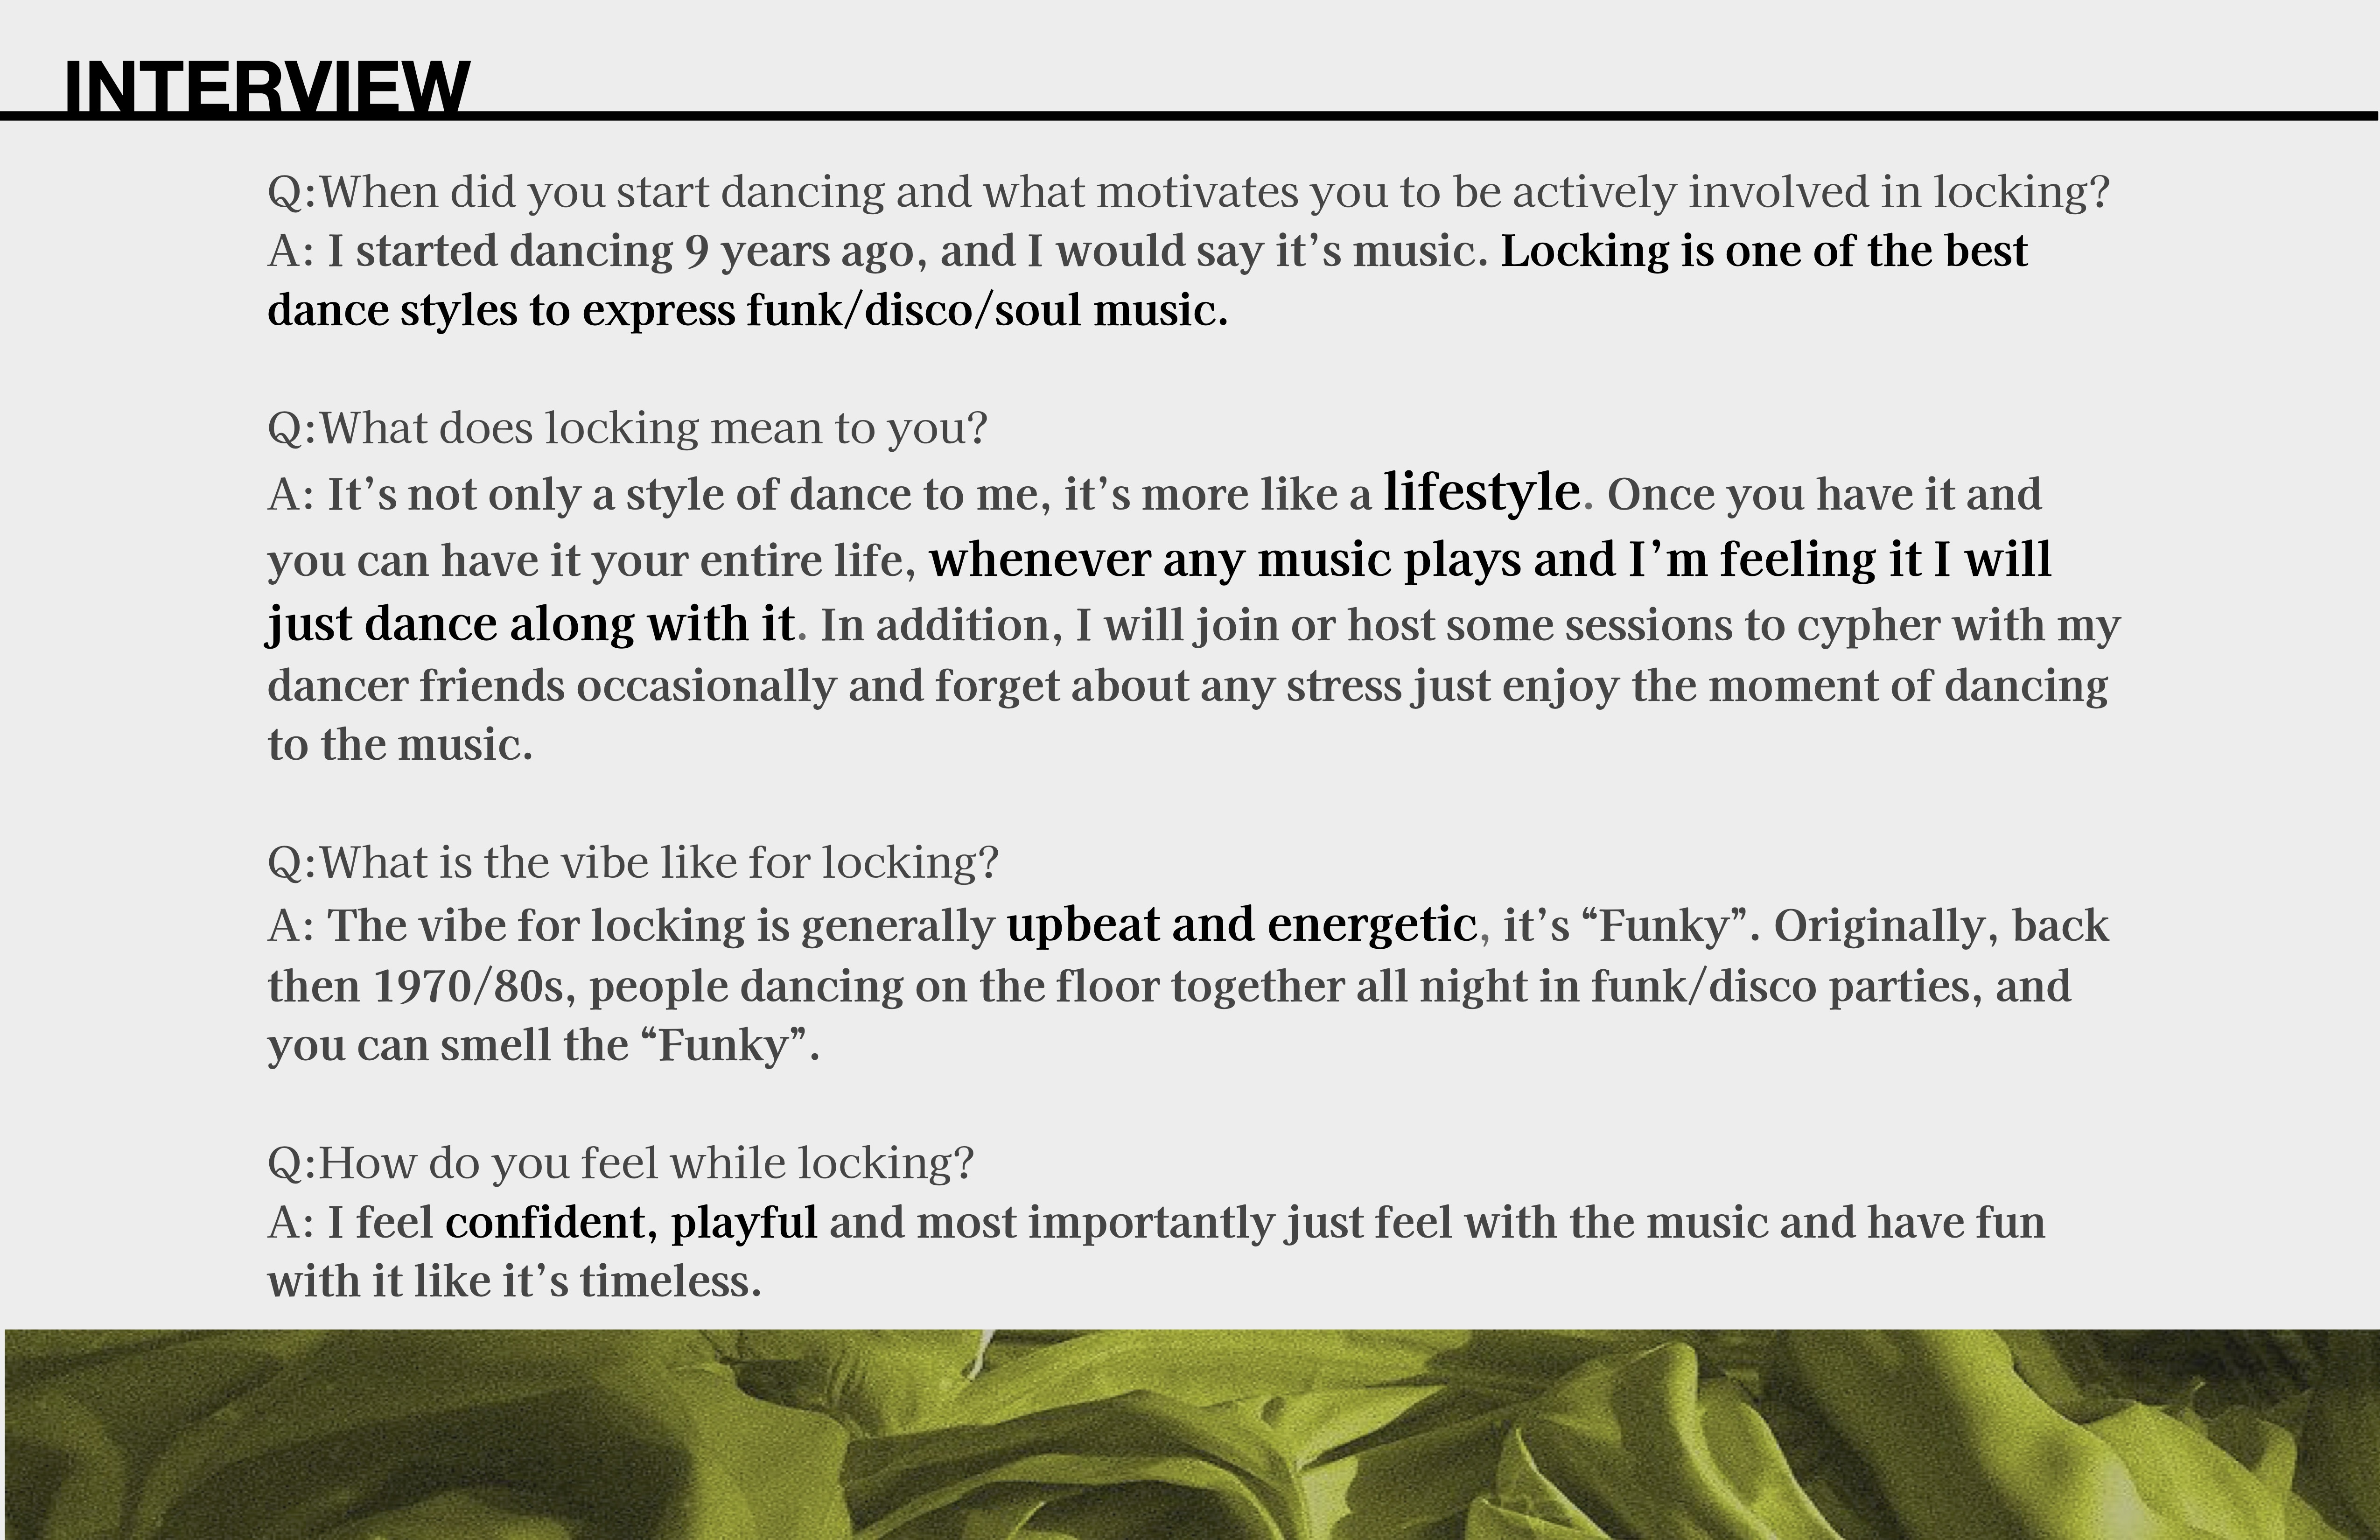 INTERVIEW
Q:When did you start dancing and what motivates you to be actively involved in locking?
A: I started dancing 9 years ago, and I would say it’s music. Locking is one of the best
dance styles to express funk/disco/soul music.
Q:What does locking mean to you?
A: It’s not only a style of dance to me, it’s more like a lifestyle. Once you have it and
you can have it your entire life, whenever any music plays and I’m feeling it I will
just dance along with it. In addition, I will join or host some sessions to cypher with my
dancer friends occasionally and forget about any stress just enjoy the moment of dancing
to the music.
Q:What is the vibe like for locking?
A: The vibe for locking is generally upbeat and energetic, it’s “Funky”. Originally, back
then 1970/80s, people dancing on the floor together all night in funk/disco parties, and
you can smell the “Funky”.
Q:How do you feel while locking?
A: I feel confident, playful and most importantly just feel with the music and have fun
with it like it’s timeless.